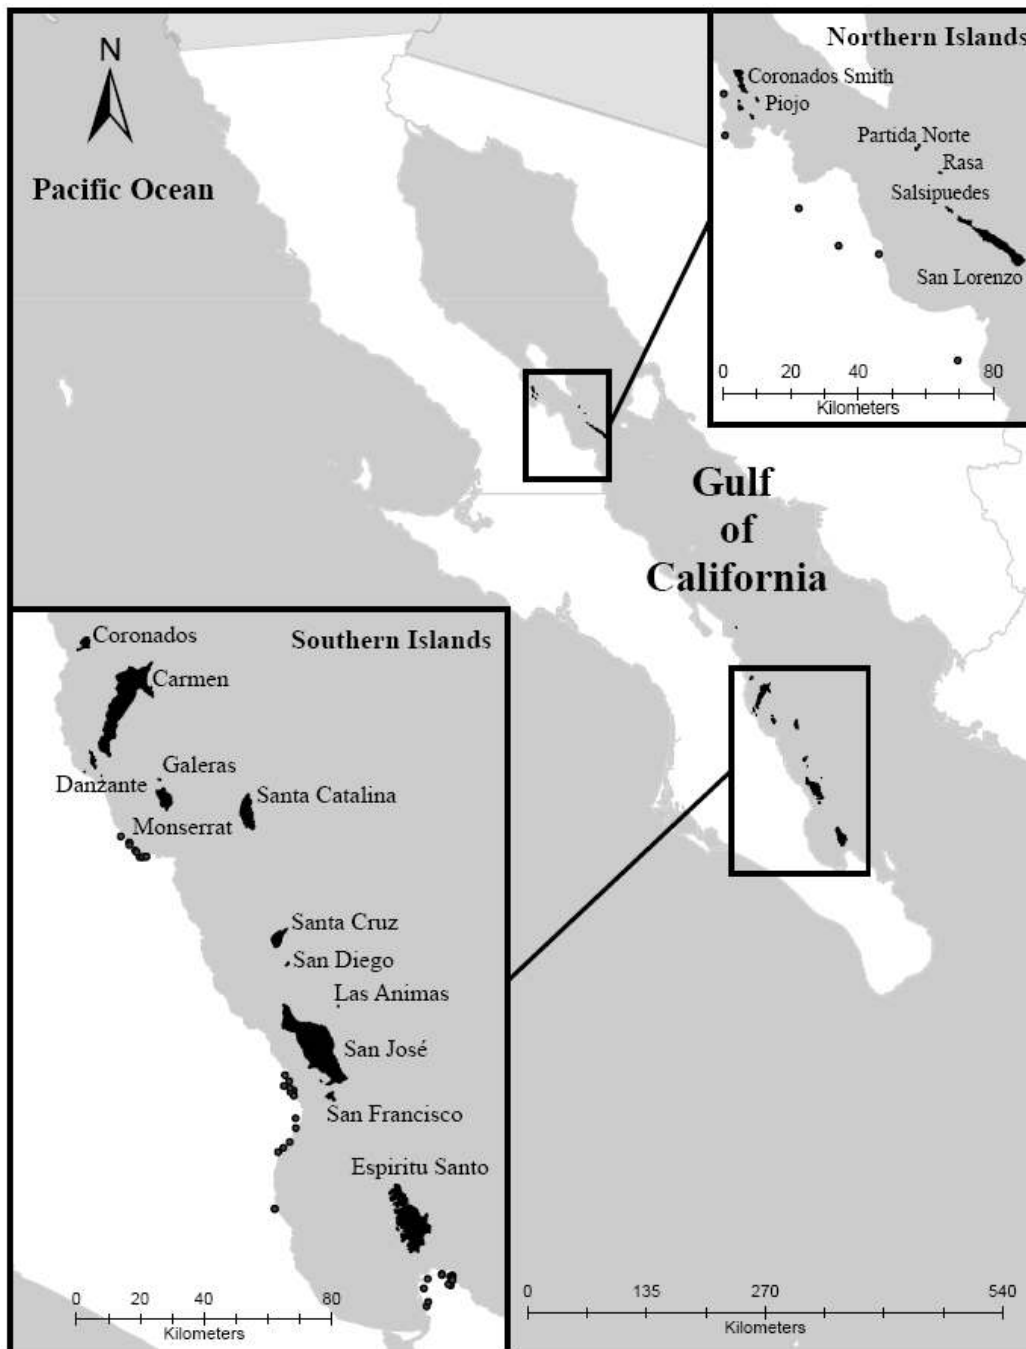 N
Pacific Ocean
Northern Islands
Coronados Smith
Piojo
Partida Norte
Rasa
Salsipuedes
San Lorenzo
0 20 40 80
Kilometers
Gulf
of
California
Southern Islands
Coronados
Carmen
Galeras
Danzante
Santa Catalina
Monserrat
Santa Cruz
San Diego
Las Animas
San José
San Francisco
Espiritu Santo
0 20 40 80
Kilometers
0 135 270 540
Kilometers